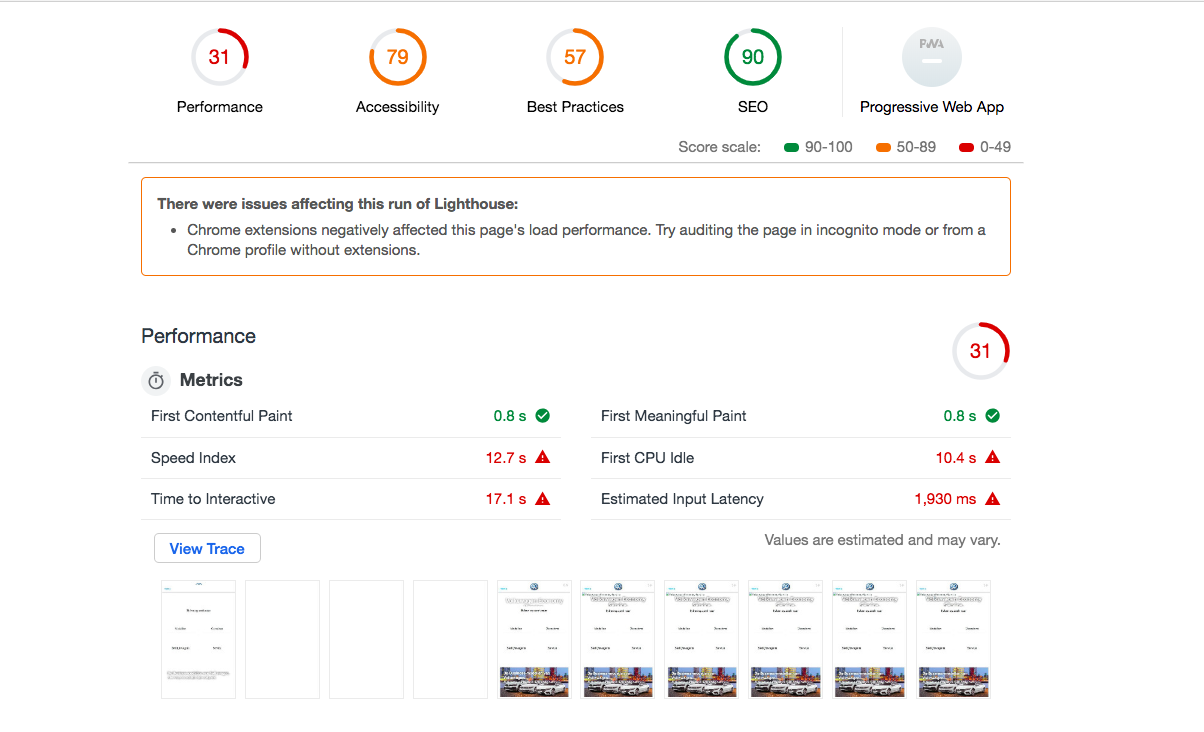 31
79
57
90
PWA
Performance
Accessibility
Best Practices
SEO
Progressive Web App
Score scale:
90-100
50-89
0-49
There were issues affecting this run of Lighthouse:
• Chrome extensions negatively affected this page's load performance. Try auditing the page in incognito mode or from a
Chrome profile without extensions.
Performance
31
Metrics
First Contentful Paint
0.8 s
First Meaningful Paint
0.8 s
Speed Index
12.7 s
First CPU Idle
10.4 s
Time to Interactive
17.1 s
Estimated Input Latency
1,930 ms
View Trace
Values are estimated and may vary.